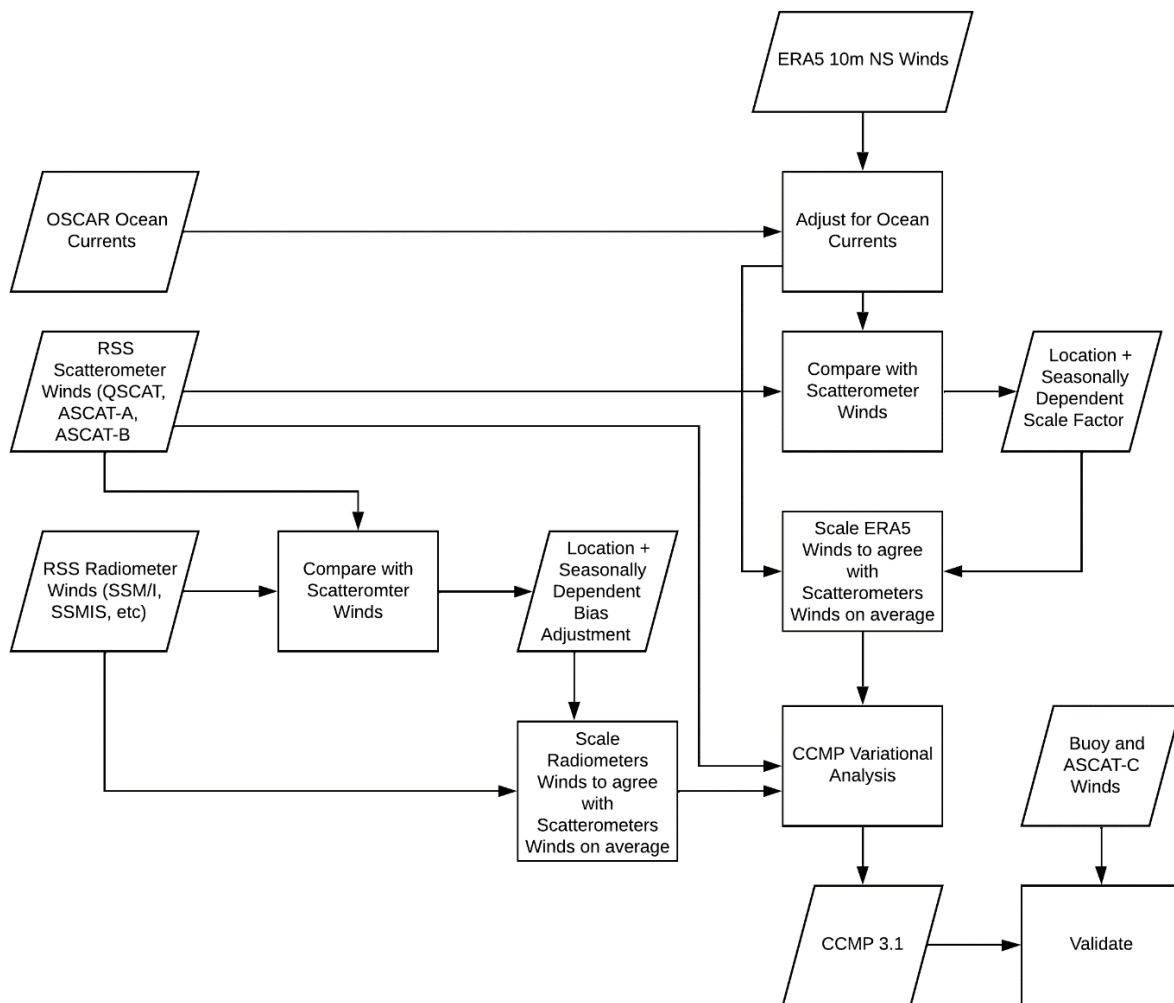 ERA5 10m NS Winds
OSCAR Ocean
Currents
Adjust for Ocean
Currents
RSS
Scatterometer
Winds (QSCAT,
ASCAT-A,
ASCAT-B
Compare with
Scatterometer
Winds
Location +
Seasonally
Dependent
Scale Factor
RSS Radiometer
Winds (SSM/I,
SSMIS, etc)
Compare with
Scatteromter
Winds
Location +
Seasonally
Dependent
Bias
Adjustment
Scale ERA5
Winds to agree
with
Scatterometers
Winds on average
Scale
Radiometers
Winds to agree
with
Scatterometers
Winds on average
CCMP Variational
Analysis
Buoy and
ASCAT-C
Winds
CCMP 3.1
Validate